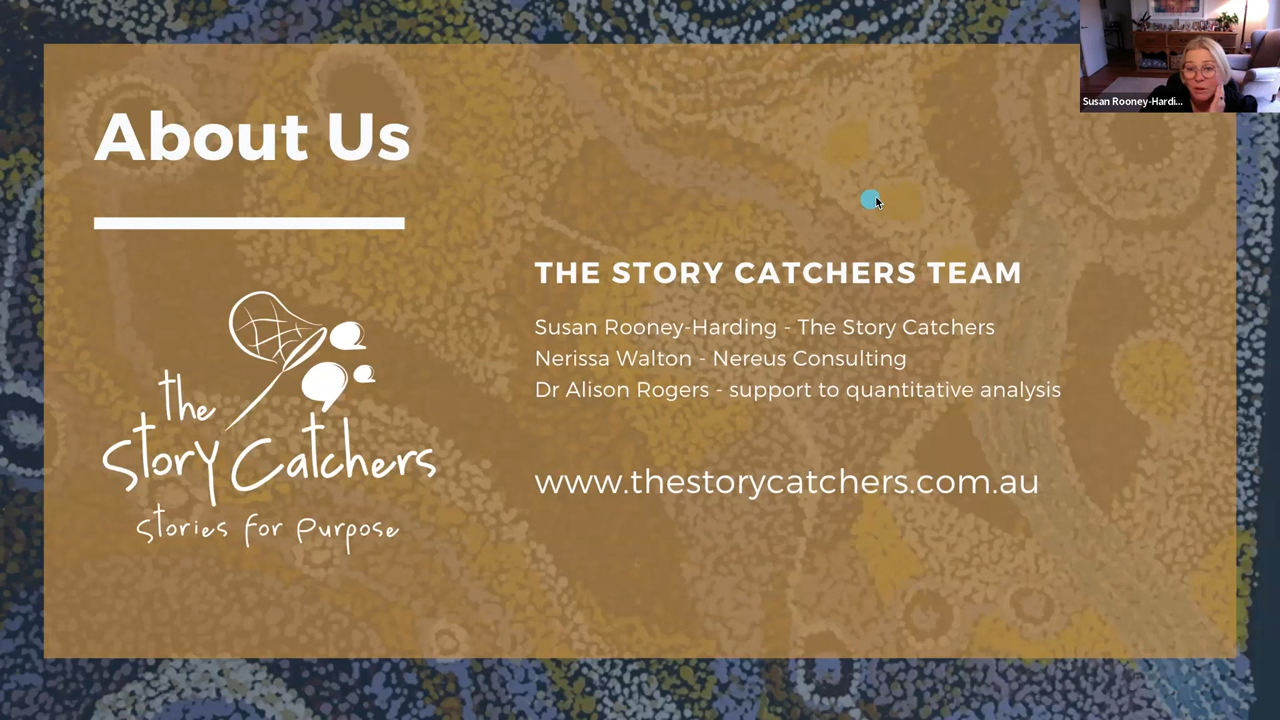 About Us
THE STORY CATCHERS TEAM
Susan Rooney-Harding - The Story Catchers
Nerissa Walton - Nereus Consulting
Dr Alison Rogers - support to quantitative analysis
www.thestorycatchers.com.au
the
Story Catchers
stories for purpose
Susan Rooney-Hardi...